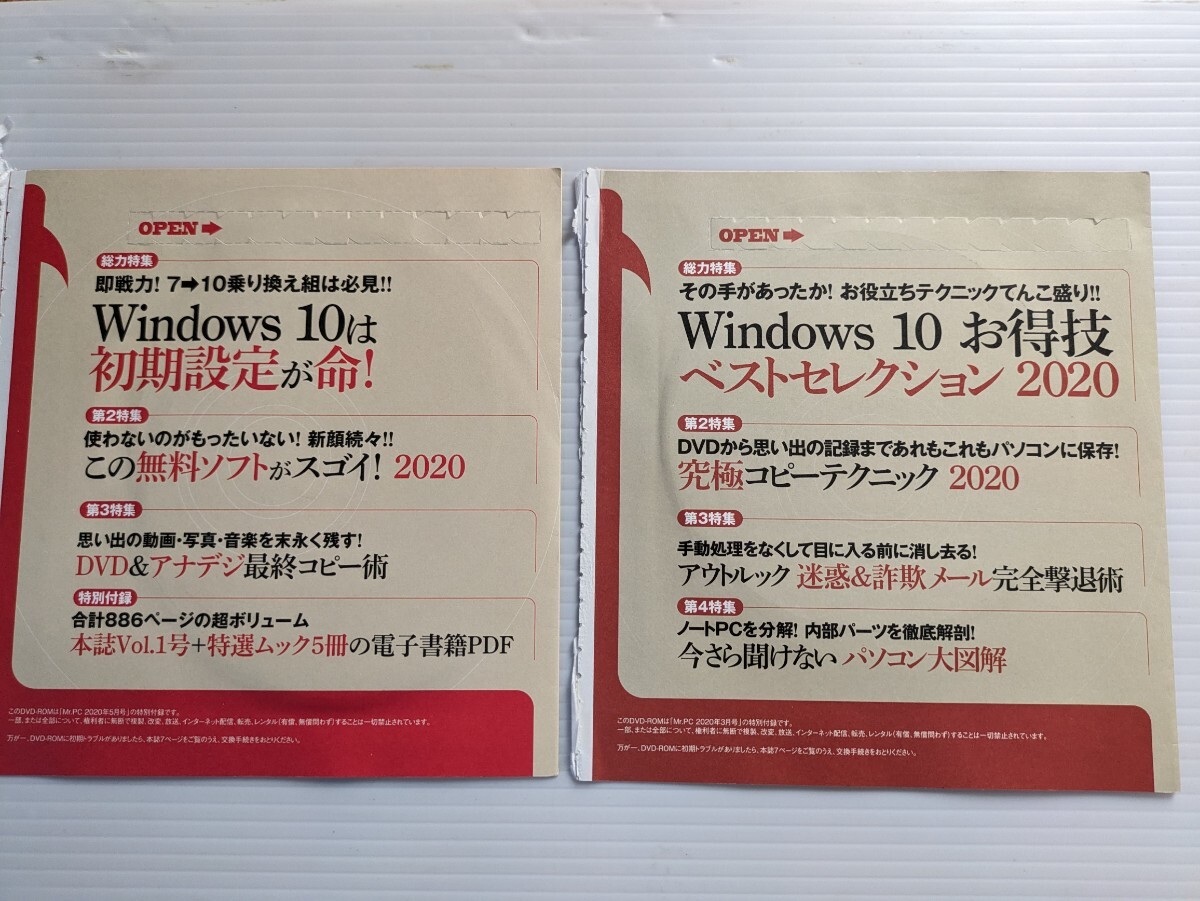 OPEN➡
総力特集
即戦力! 7➡10乗り換え組は必見!!
Windows 10は
初期設定が命!
第2特集
使わないのがもったいない! 新顔続々!!
この無料ソフトがスゴイ! 2020
第3特集
思い出の動画・写真・音楽を末永く残す!
DVD&アナデジ最終コピー術
特別付録
合計886ページの超ボリューム
本誌Vol.1号+特選ムック5冊の電子書籍PDF
このDVD-ROMは「Mr.PC 2020年5月号」の特別付録です。
一部、または全部について、権利者に無断で複製、改変、放送、インターネット配信、転売、レンタル(有償、無償問わず)することは一切禁止されています。
万が一、DVD-ROMに初期トラブルがありましたら、本誌7ページをご覧のうえ、交換手続きをおとりください。
OPEN➡
総力特集
その手があったか! お役立ちテクニックてんこ盛り!!
Windows 10 お得技
ベストセレクション 2020
第2特集
DVDから思い出の記録まであれもこれもパソコンに保存!
究極コピーテクニック 2020
第3特集
手動処理をなくして目に入る前に消し去る!
アウトルック 迷惑&詐欺メール完全撃退術
第4特集
ノートPCを分解! 内部パーツを徹底解剖!
今さら聞けない パソコン大図解
このDVD-ROMは「Mr.PC 2020年3月号」の特別付録です。
一部、または全部について、権利者に無断で複製、改変、放送、インターネット配信、転売、レンタル(有償、無償問わず)することは一切禁止されています。
万が一、DVD-ROMに初期トラブルがありましたら、本誌7ページをご覧のうえ、交換手続きをおとりください。